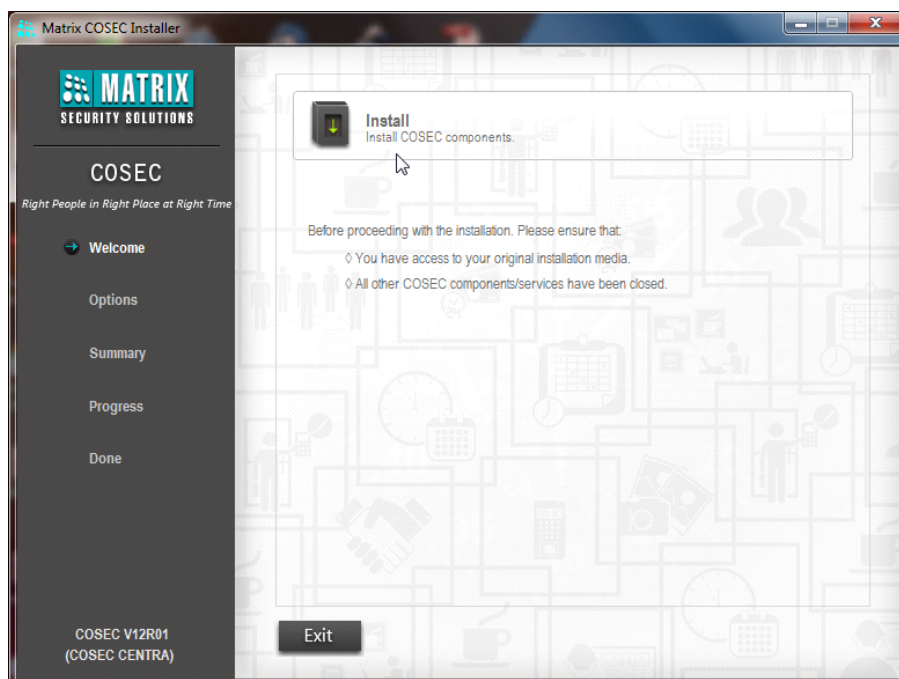 Matrix COSEC Installer
MATRIX
SECURITY SOLUTIONS
COSEC
Right People in Right Place at Right Time
Welcome
Options
Summary
Progress
Done
COSEC V12R01
(COSEC CENTRA)
Install
Install COSEC components.
Before proceeding with the installation. Please ensure that:
◊ You have access to your original installation media.
◊ All other COSEC components/services have been closed.
Exit